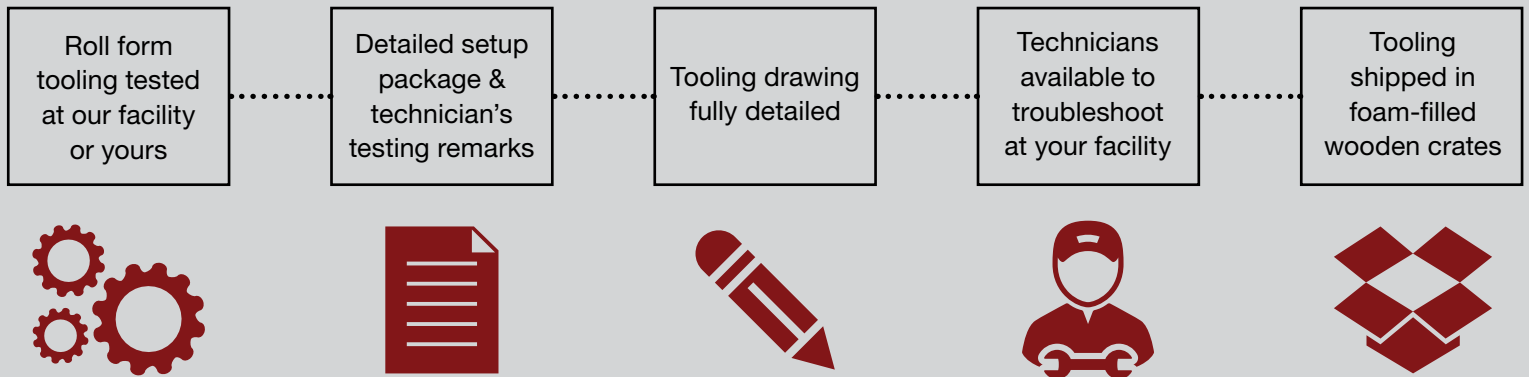 Roll form
tooling tested
at our facility
or yours
Detailed setup
package &
technician's
testing remarks
Tooling drawing
fully detailed
Technicians
available to
troubleshoot
at your facility
Tooling
shipped in
foam-filled
wooden crates